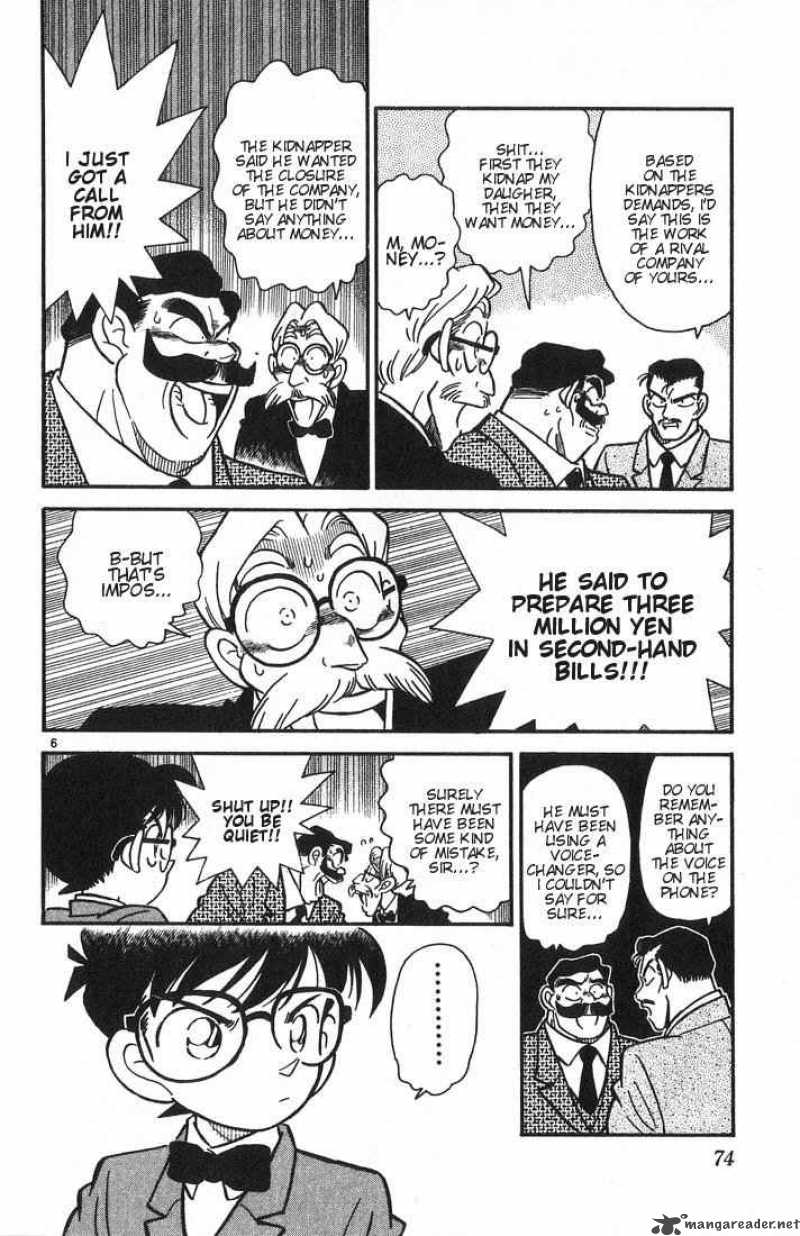 BASED
ON THE
KIDNAPPERS
DEMANDS, I'D
SAY THIS IS
THE WORK
OF A RIVAL
COMPANY
OF YOURS...
SHIT...
FIRST THEY
KIDNAP MY
DAUGHER,
THEN THEY
WANT MONEY...
M, MO-
NEY...?
THE KIDNAPPER
SAID HE WANTED
THE CLOSURE
OF THE COMPANY,
BUT HE DIDN'T
SAY ANYTHING
ABOUT MONEY...
I JUST
GOT A
CALL
FROM
HIM!!
HE SAID TO
PREPARE THREE
MILLION YEN
IN SECOND-HAND
BILLS!!!
B-BUT
THAT'S
IMPOS...
6
DO YOU
REMEM-
BER ANY-
THING
ABOUT
THE VOICE
ON THE
PHONE?
HE MUST
HAVE BEEN
USING A
VOICE-
CHANGER, SO
I COULDN'T
SAY FOR
SURE...
SURELY
THERE MUST
HAVE BEEN
SOME KIND
OF MISTAKE,
SIR...?
SHUT UP!!
YOU BE
QUIET!!
.........
74
mangareader.net